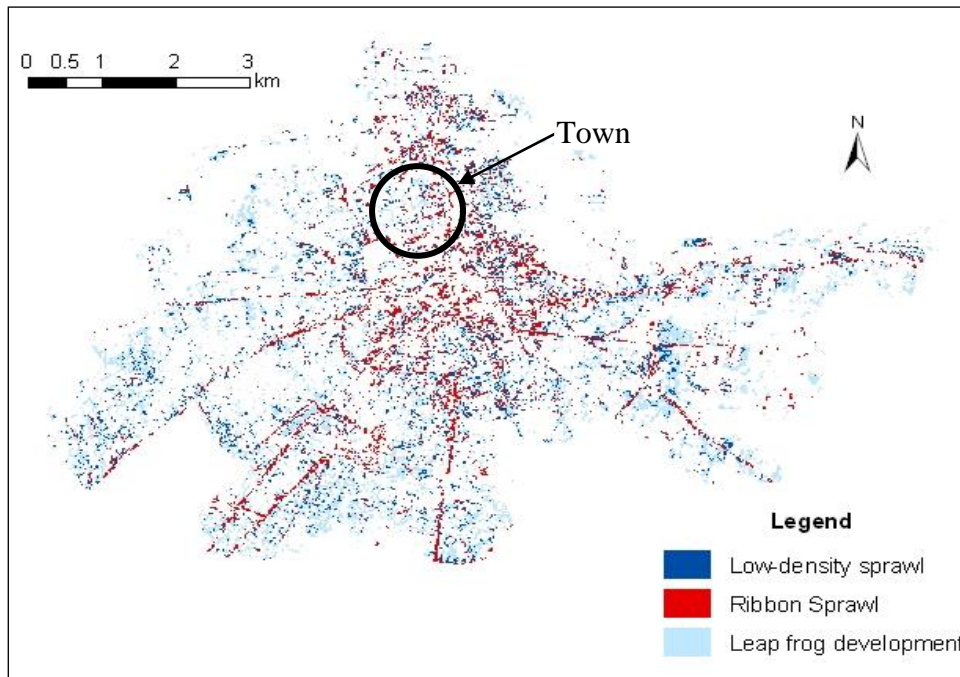 0 0.5 1 2 3
km
Town
N
Legend
Low-density sprawl
Ribbon Sprawl
Leap frog development